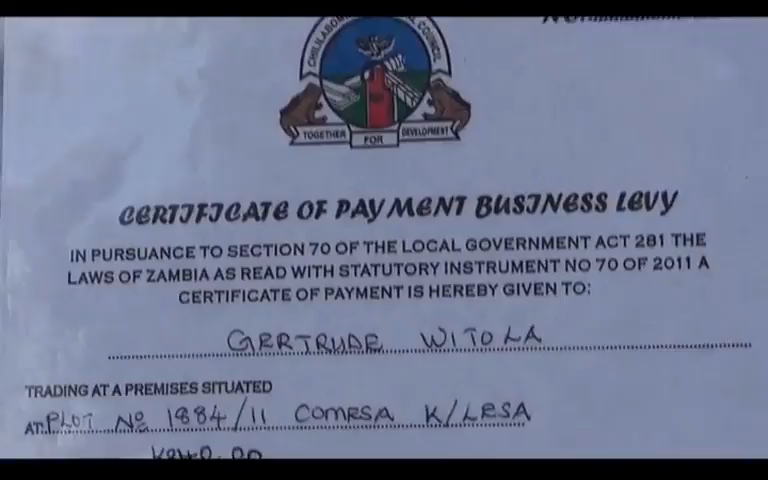 COUNCIL
TOGETHER FOR DEVELOPMENT
CERTIFICATE OF PAYMENT BUSINESS LEVY
IN PURSUANCE TO SECTION 70 OF THE LOCAL GOVERNMENT ACT 281 THE
LAWS OF ZAMBIA AS READ WITH STATUTORY INSTRUMENT NO 70 OF 2011 A
CERTIFICATE OF PAYMENT IS HEREBY GIVEN TO:
GERTRUDE WITOLA
TRADING AT A PREMISES SITUATED
AT: PLOT No 1884/11 COMESA K/LESA